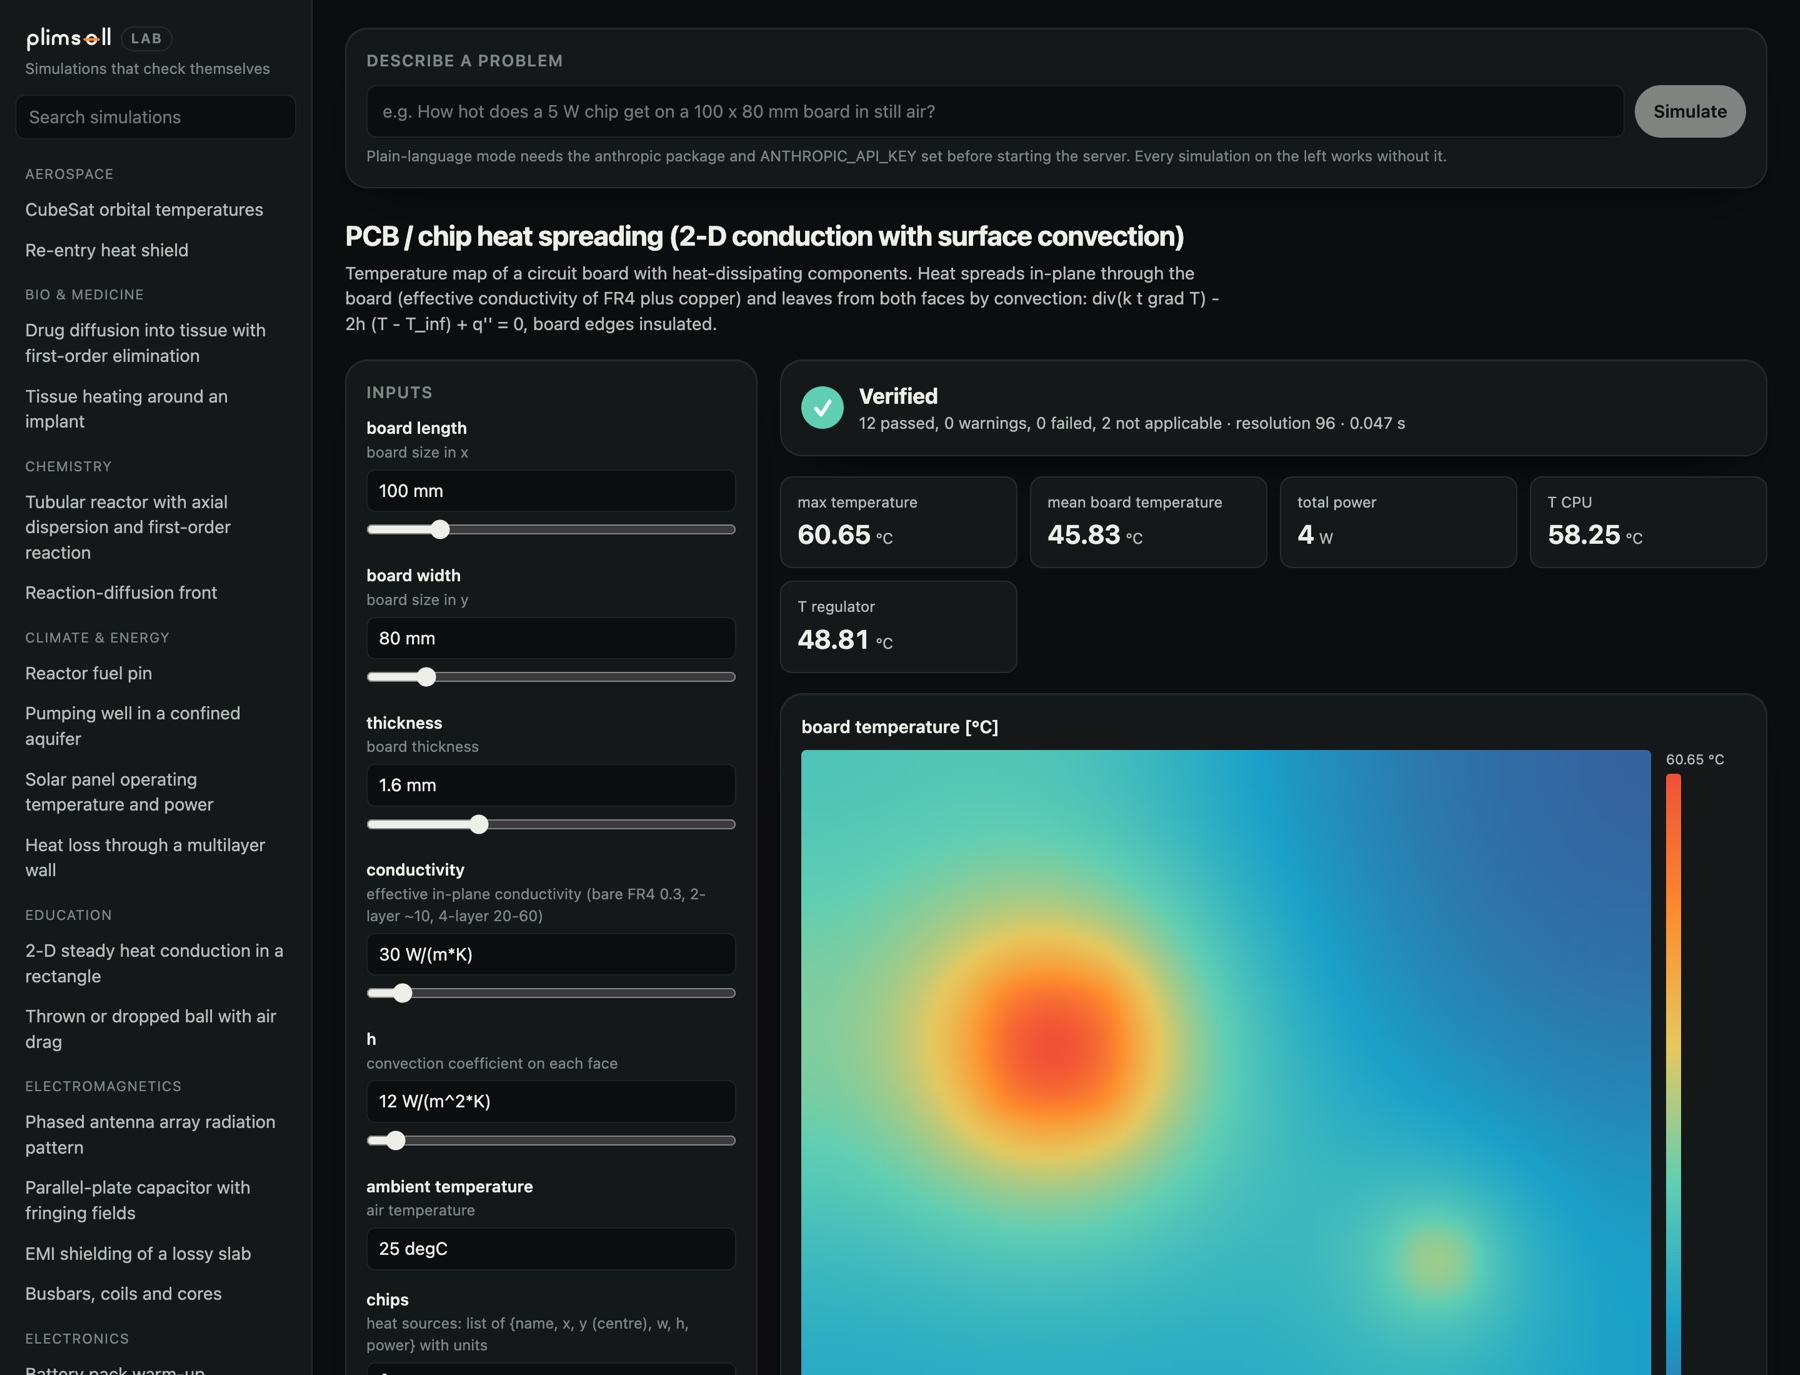 plimsoll LAB
Simulations that check themselves
Search simulations
AEROSPACE
CubeSat orbital temperatures
Re-entry heat shield
BIO & MEDICINE
Drug diffusion into tissue with
first-order elimination
Tissue heating around an
implant
CHEMISTRY
Tubular reactor with axial
dispersion and first-order
reaction
Reaction-diffusion front
CLIMATE & ENERGY
Reactor fuel pin
Pumping well in a confined
aquifer
Solar panel operating
temperature and power
Heat loss through a multilayer
wall
EDUCATION
2-D steady heat conduction in a
rectangle
Thrown or dropped ball with air
drag
ELECTROMAGNETICS
Phased antenna array radiation
pattern
Parallel-plate capacitor with
fringing fields
EMI shielding of a lossy slab
Busbars, coils and cores
ELECTRONICS
Battery pack warm-up
DESCRIBE A PROBLEM
e.g. How hot does a 5 W chip get on a 100 x 80 mm board in still air?
Simulate
Plain-language mode needs the anthropic package and ANTHROPIC_API_KEY set before starting the server. Every simulation on the left works without it.
PCB / chip heat spreading (2-D conduction with surface convection)
Temperature map of a circuit board with heat-dissipating components. Heat spreads in-plane through the
board (effective conductivity of FR4 plus copper) and leaves from both faces by convection: div(k t grad T) -
2h (T - T_inf) + q'' = 0, board edges insulated.
INPUTS
board length
board size in x
100 mm
board width
board size in y
80 mm
thickness
board thickness
1.6 mm
conductivity
effective in-plane conductivity (bare FR4 0.3, 2-
layer ~10, 4-layer 20-60)
30 W/(m*K)
h
convection coefficient on each face
12 W/(m^2*K)
ambient temperature
air temperature
25 degC
chips
heat sources: list of {name, x, y (centre), w, h,
power} with units
Verified
12 passed, 0 warnings, 0 failed, 2 not applicable · resolution 96 · 0.047 s
max temperature
60.65 °C
mean board temperature
45.83 °C
total power
4 W
T CPU
58.25 °C
T regulator
48.81 °C
board temperature [°C]
60.65 °C